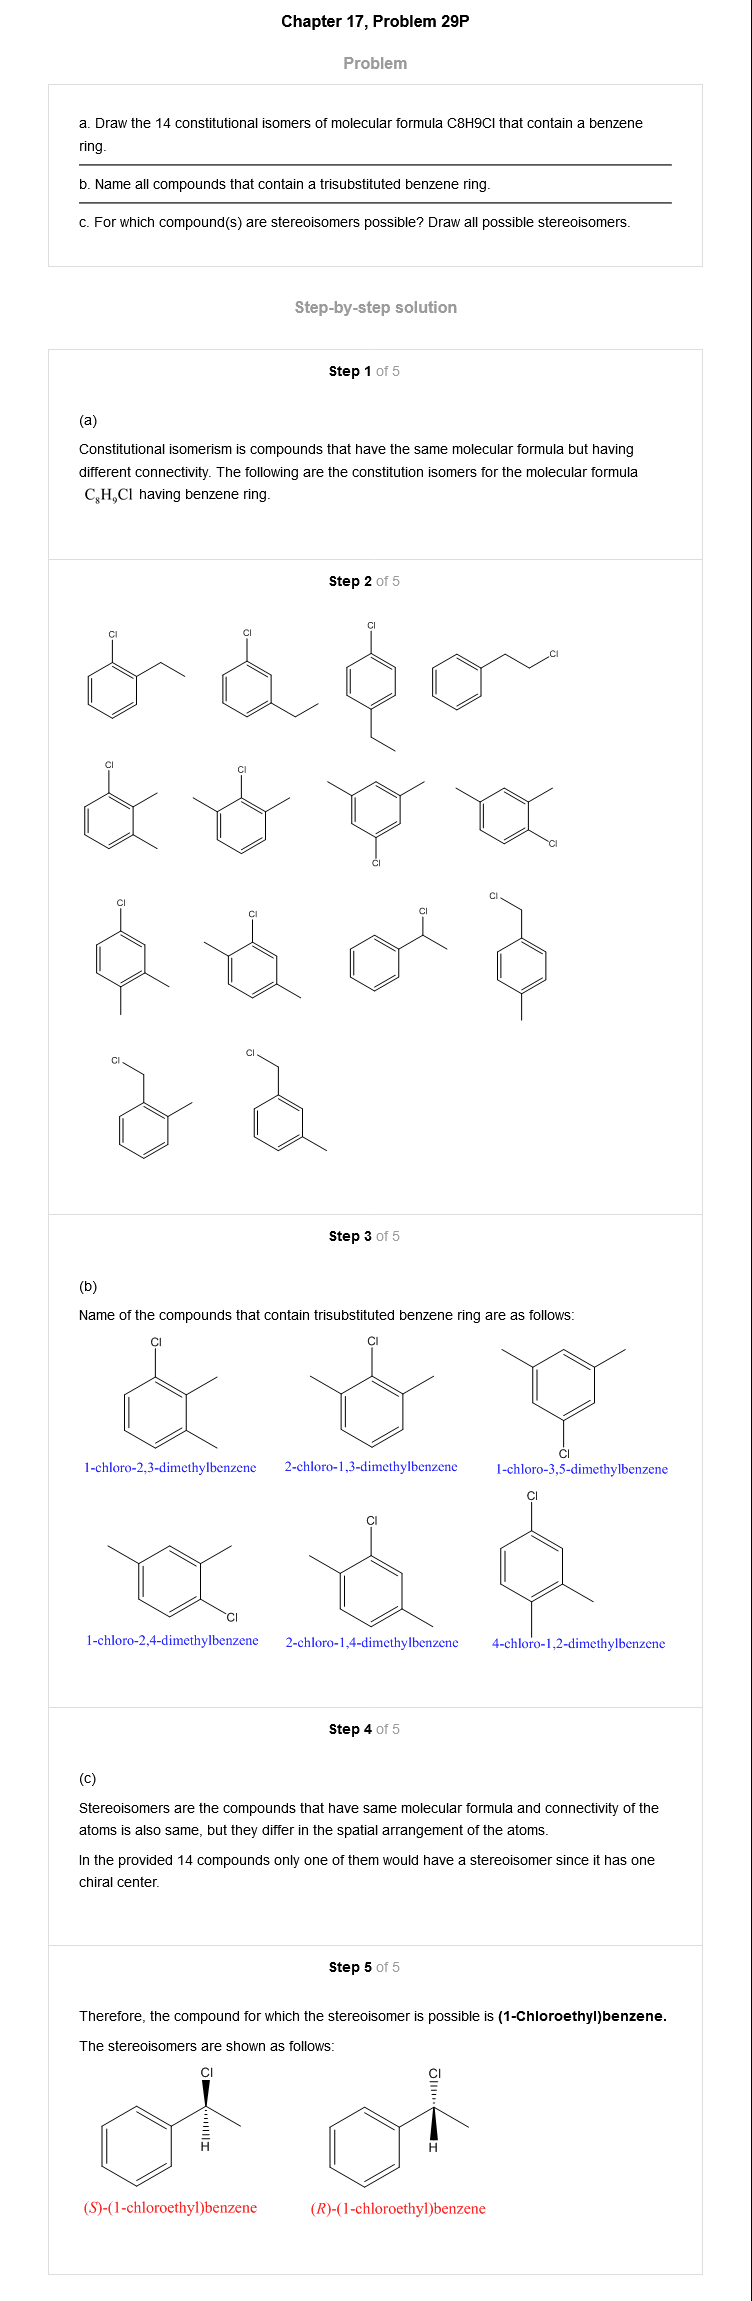 Chapter 17, Problem 29P
Problem
a. Draw the 14 constitutional isomers of molecular formula C8H9Cl that contain a benzene
ring.
b. Name all compounds that contain a trisubstituted benzene ring.
c. For which compound(s) are stereoisomers possible? Draw all possible stereoisomers.
Step-by-step solution
Step 1 of 5
(a)
Constitutional isomerism is compounds that have the same molecular formula but having
different connectivity. The following are the constitution isomers for the molecular formula
C₈H₉Cl having benzene ring.
Step 2 of 5
Cl Cl Cl Cl
Cl Cl Cl Cl
Cl Cl Cl Cl
Cl Cl
Step 3 of 5
(b)
Name of the compounds that contain trisubstituted benzene ring are as follows:
Cl Cl Cl
1-chloro-2,3-dimethylbenzene 2-chloro-1,3-dimethylbenzene 1-chloro-3,5-dimethylbenzene
Cl Cl Cl
1-chloro-2,4-dimethylbenzene 2-chloro-1,4-dimethylbenzene 4-chloro-1,2-dimethylbenzene
Step 4 of 5
(c)
Stereoisomers are the compounds that have same molecular formula and connectivity of the
atoms is also same, but they differ in the spatial arrangement of the atoms.
In the provided 14 compounds only one of them would have a stereoisomer since it has one
chiral center.
Step 5 of 5
Therefore, the compound for which the stereoisomer is possible is (1-Chloroethyl)benzene.
The stereoisomers are shown as follows:
Cl Cl
H H
(S)-(1-chloroethyl)benzene (R)-(1-chloroethyl)benzene